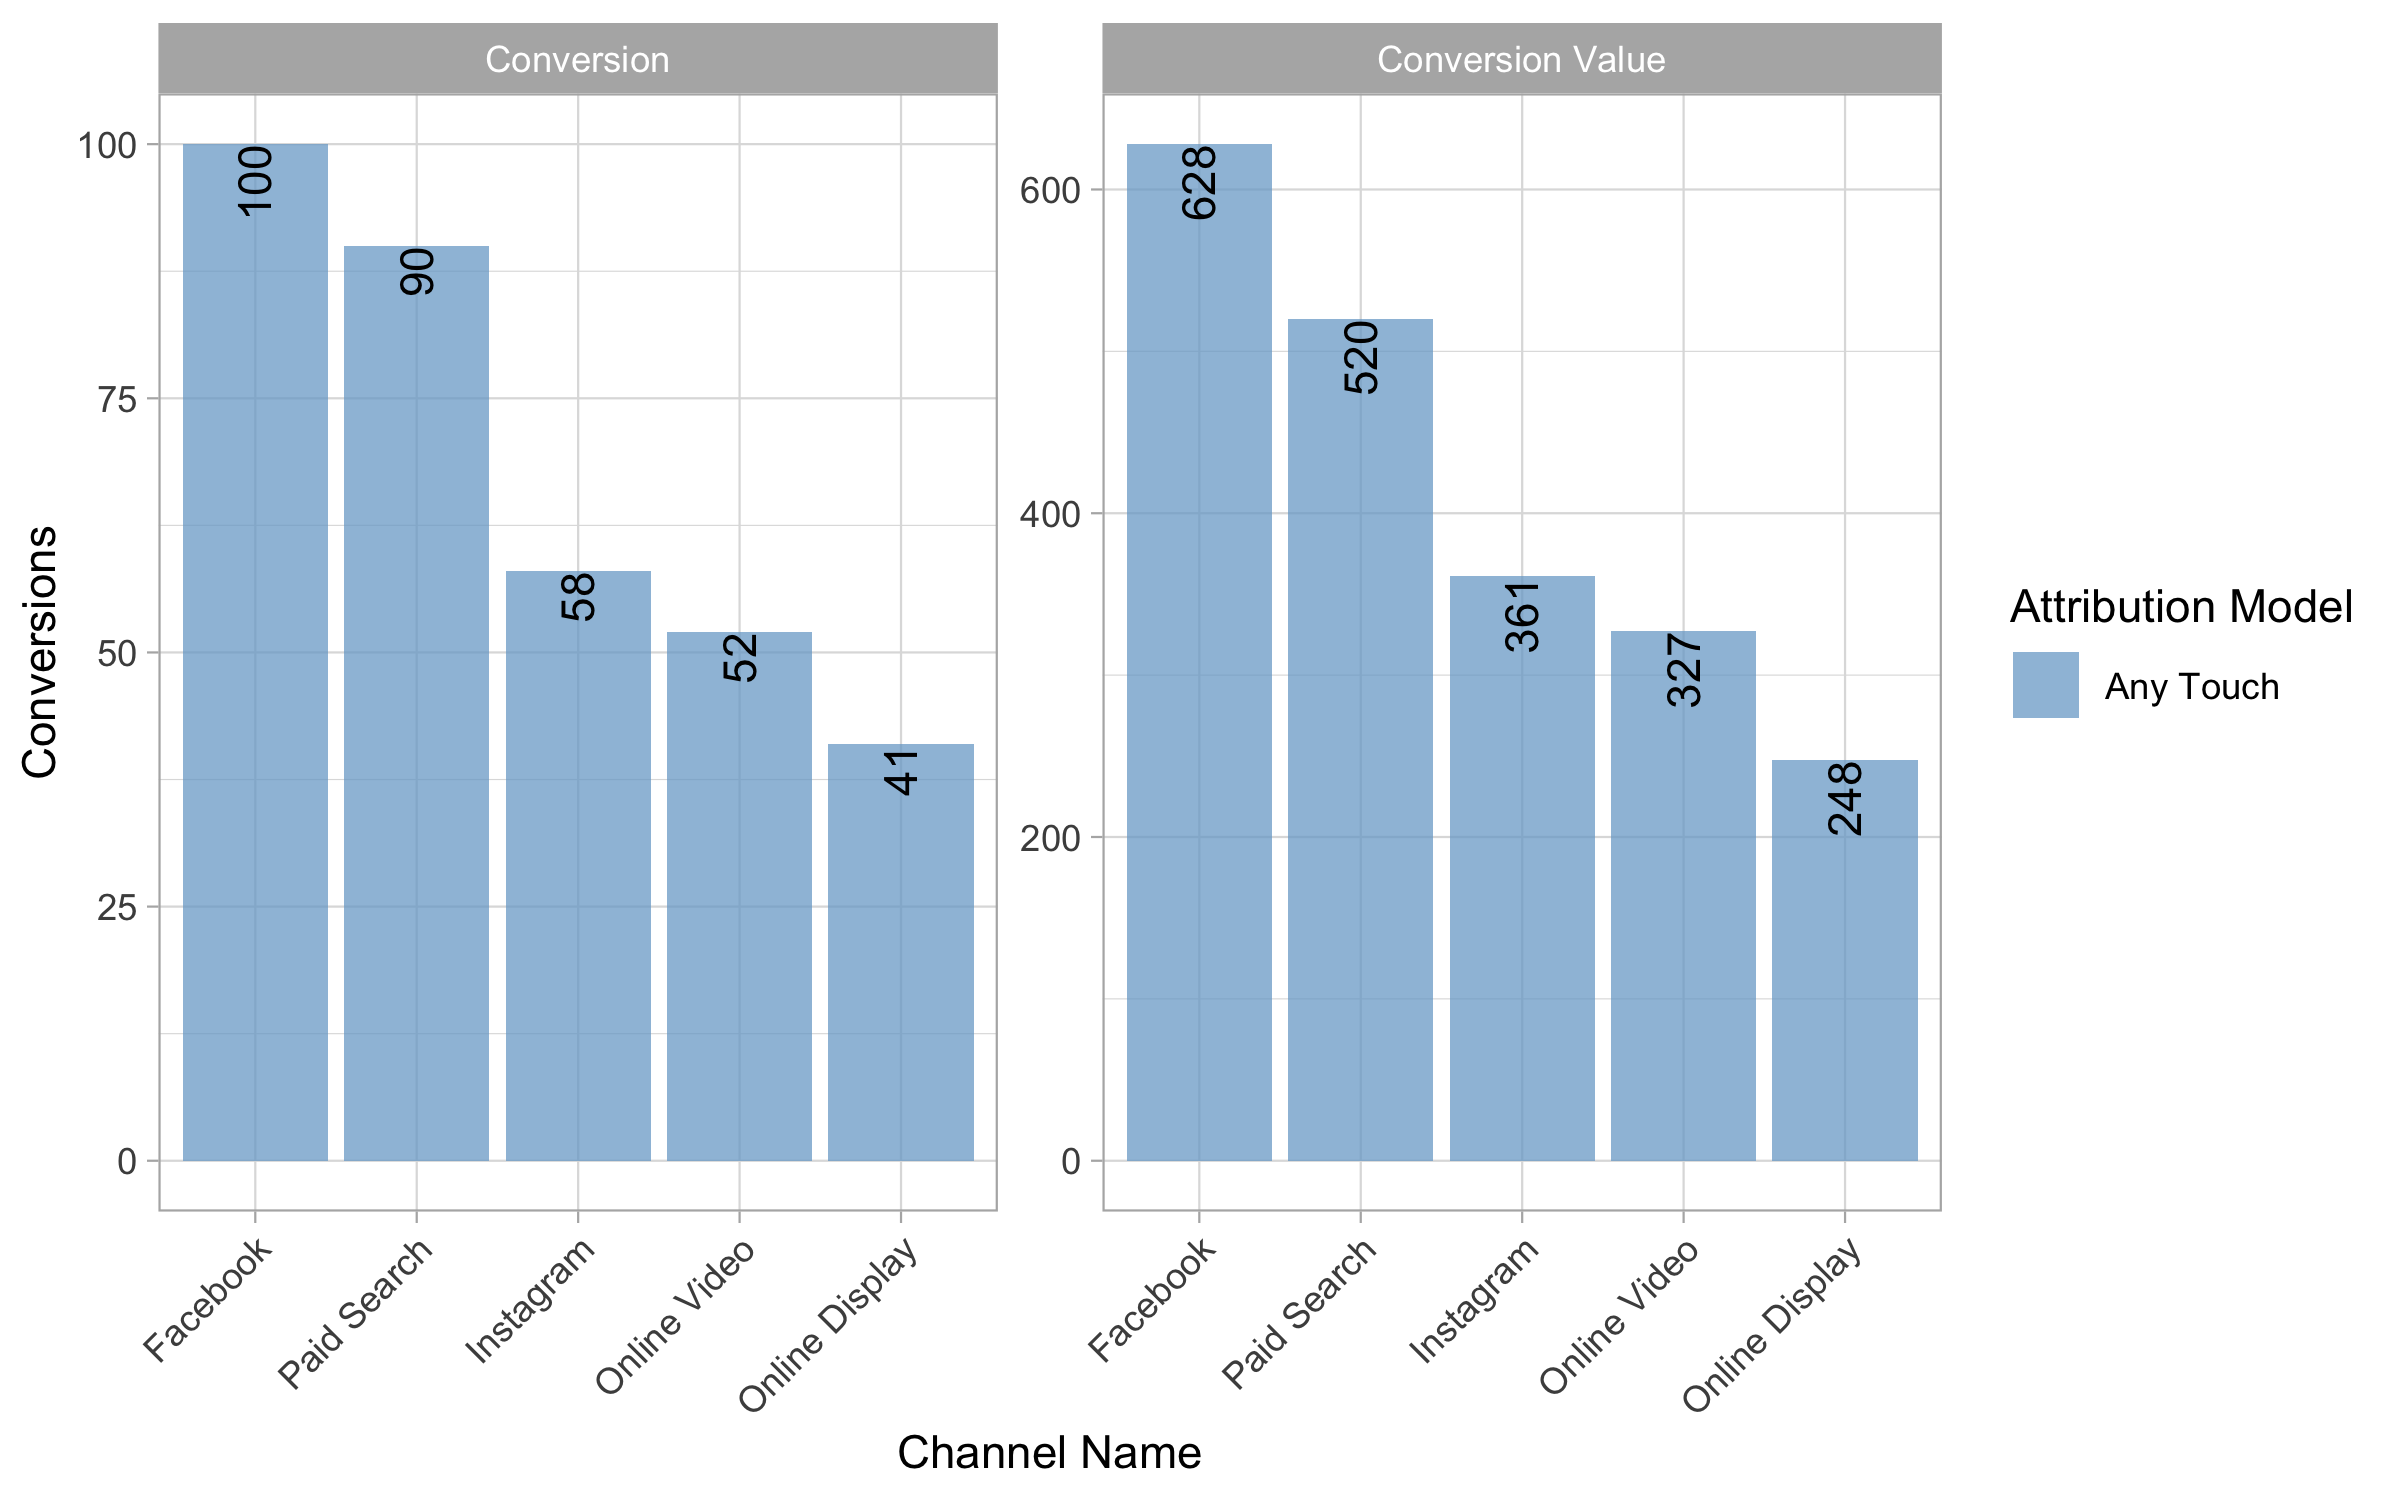 Conversion
Conversion Value
Conversions
100
75
50
25
0
100
90
58
52
41
Facebook
Paid Search
Instagram
Online Video
Online Display
600
400
200
0
628
520
361
327
248
Facebook
Paid Search
Instagram
Online Video
Online Display
Channel Name
Attribution Model
Any Touch